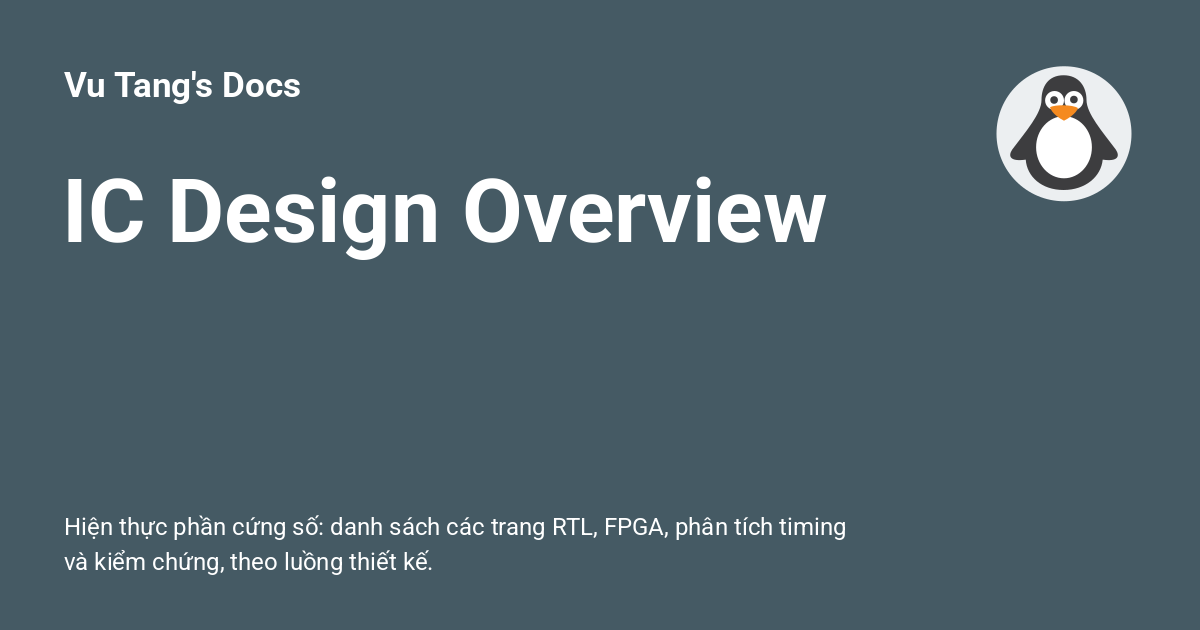 Vu Tang's Docs
IC Design Overview
Hiện thực phần cứng số: danh sách các trang RTL, FPGA, phân tích timing
và kiểm chứng, theo luồng thiết kế.